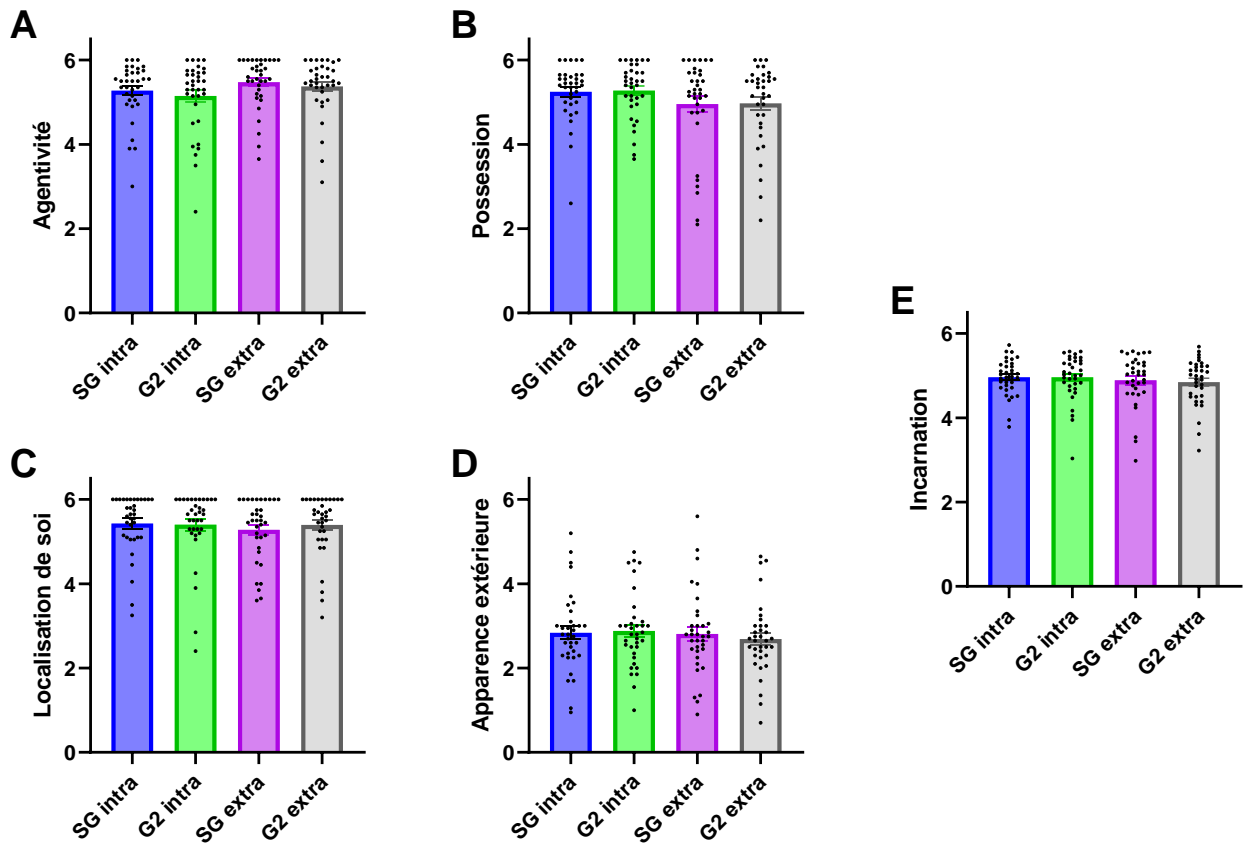 A
Agentivité
6
4
2
0
SG intra
G2 intra
SG extra
G2 extra
B
Possession
6
4
2
0
SG intra
G2 intra
SG extra
G2 extra
C
Localisation de soi
6
4
2
0
SG intra
G2 intra
SG extra
G2 extra
D
Apparence extérieure
6
4
2
0
SG intra
G2 intra
SG extra
G2 extra
E
Incarnation
6
4
2
0
SG intra
G2 intra
SG extra
G2 extra